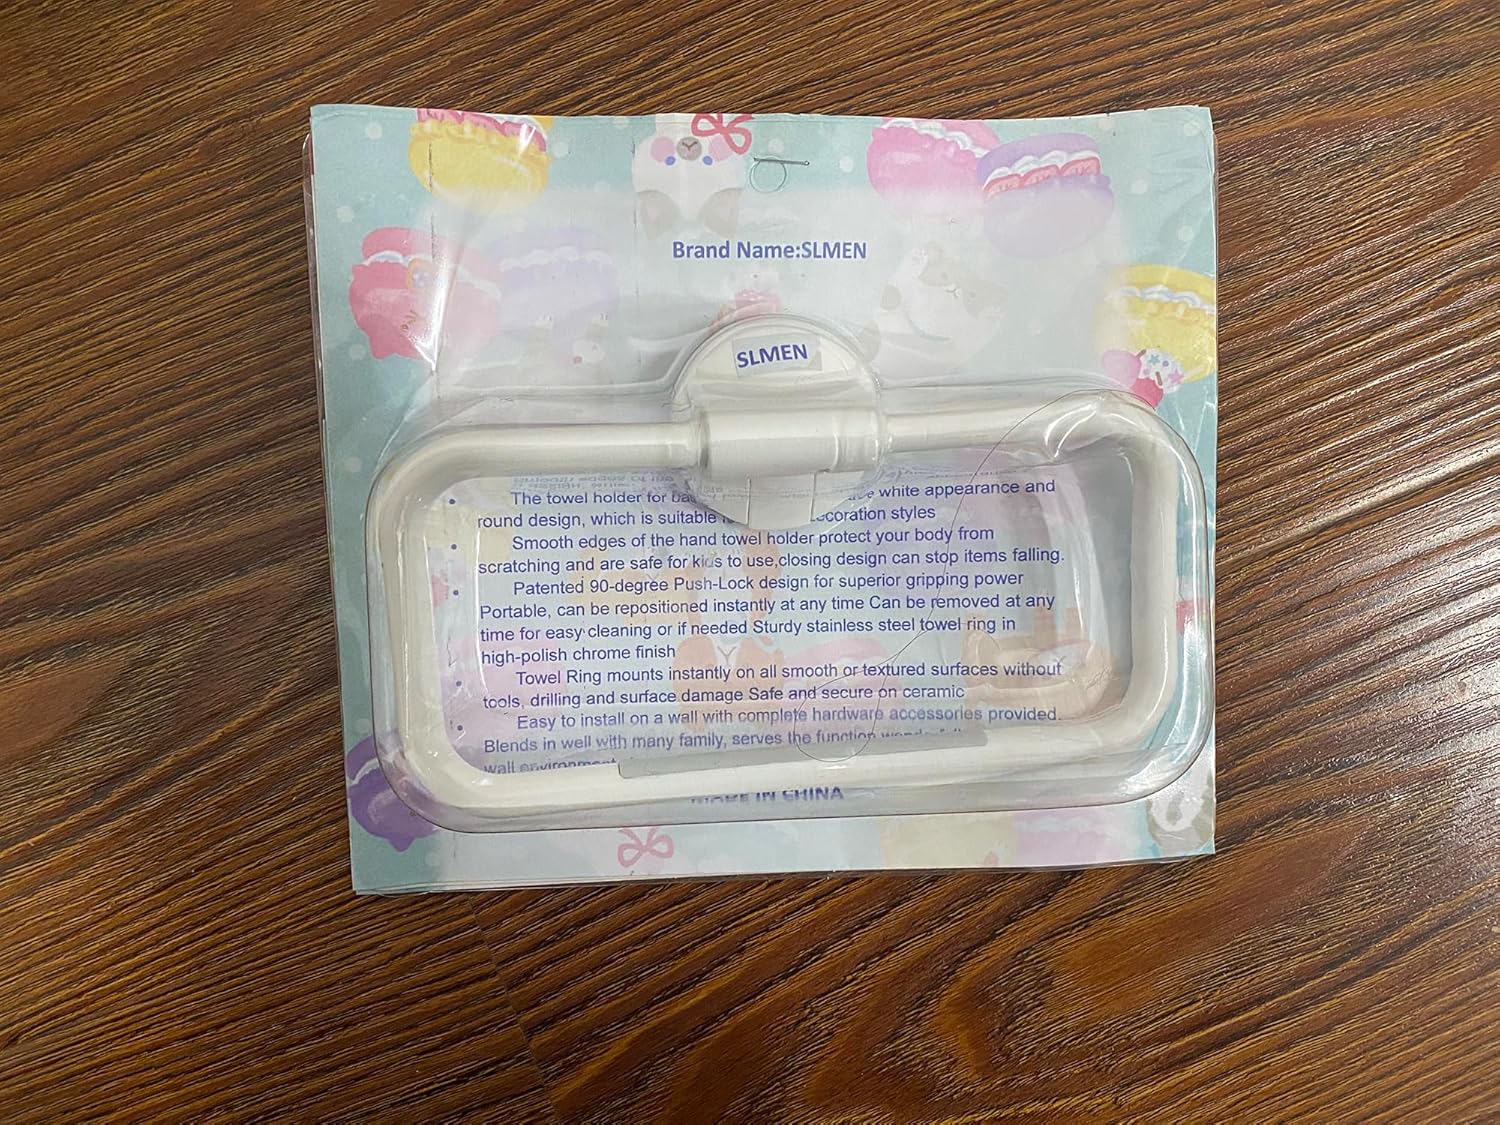 Brand Name:SLMEN
SLMEN
The towel holder for white appearance and
round design, which is suitable decoration styles
Smooth edges of the hand towel holder protect your body from
scratching and are safe for kids to use,closing design can stop items falling.
Patented 90-degree Push-Lock design for superior gripping power
Portable, can be repositioned instantly at any time Can be removed at any
time for easy cleaning or if needed Sturdy stainless steel towel ring in
high-polish chrome finish
Towel Ring mounts instantly on all smooth or textured surfaces without
tools, drilling and surface damage Safe and secure on ceramic
Easy to install on a wall with complete hardware accessories provided.
Blends in well with many family, serves the function
wall environment
MADE IN CHINA